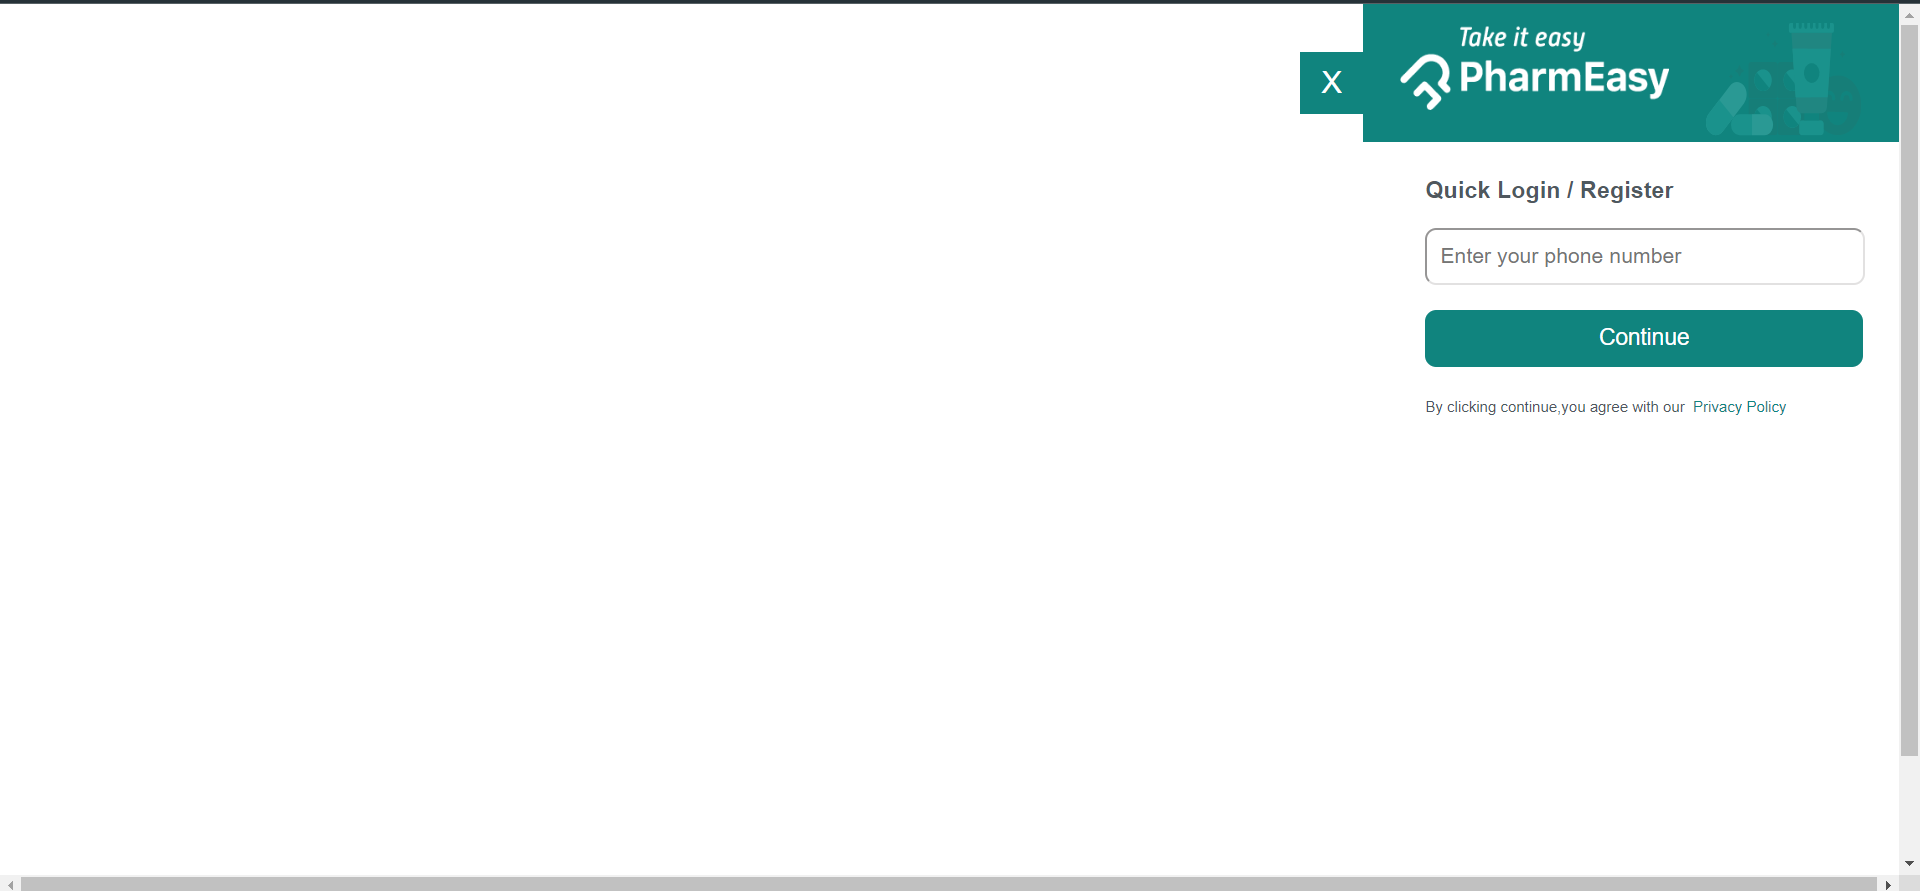 Take it easy
PharmEasy
X
Quick Login / Register
Enter your phone number
Continue
By clicking continue,you agree with our Privacy Policy